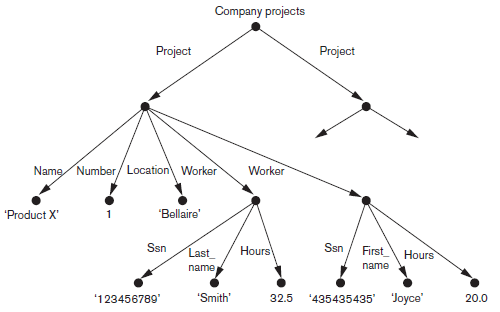 Company projects
Project Project
Name Number Location Worker Worker
'Product X' 1 'Bellaire'
Ssn Last_ name Hours Ssn First_ name Hours
'123456789' 'Smith' 32.5 '435435435' 'Joyce' 20.0